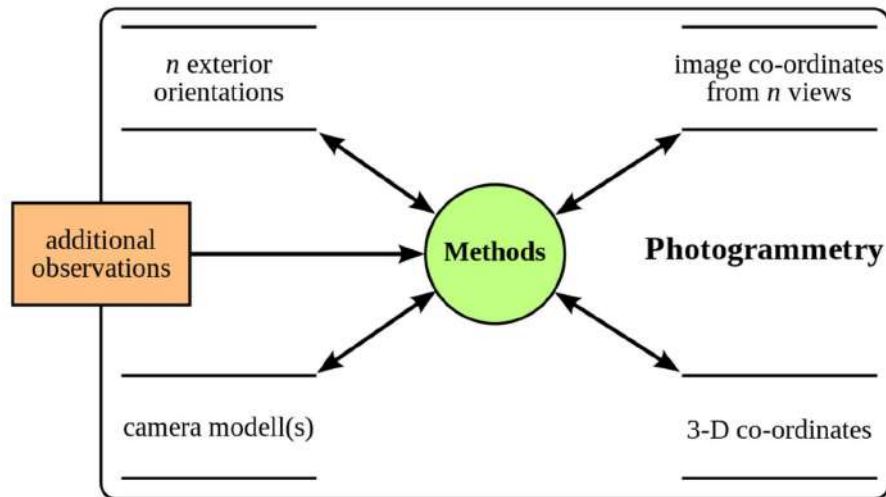 n exterior
orientations
image co-ordinates
from n views
additional
observations
Methods
Photogrammetry
camera modell(s)
3-D co-ordinates